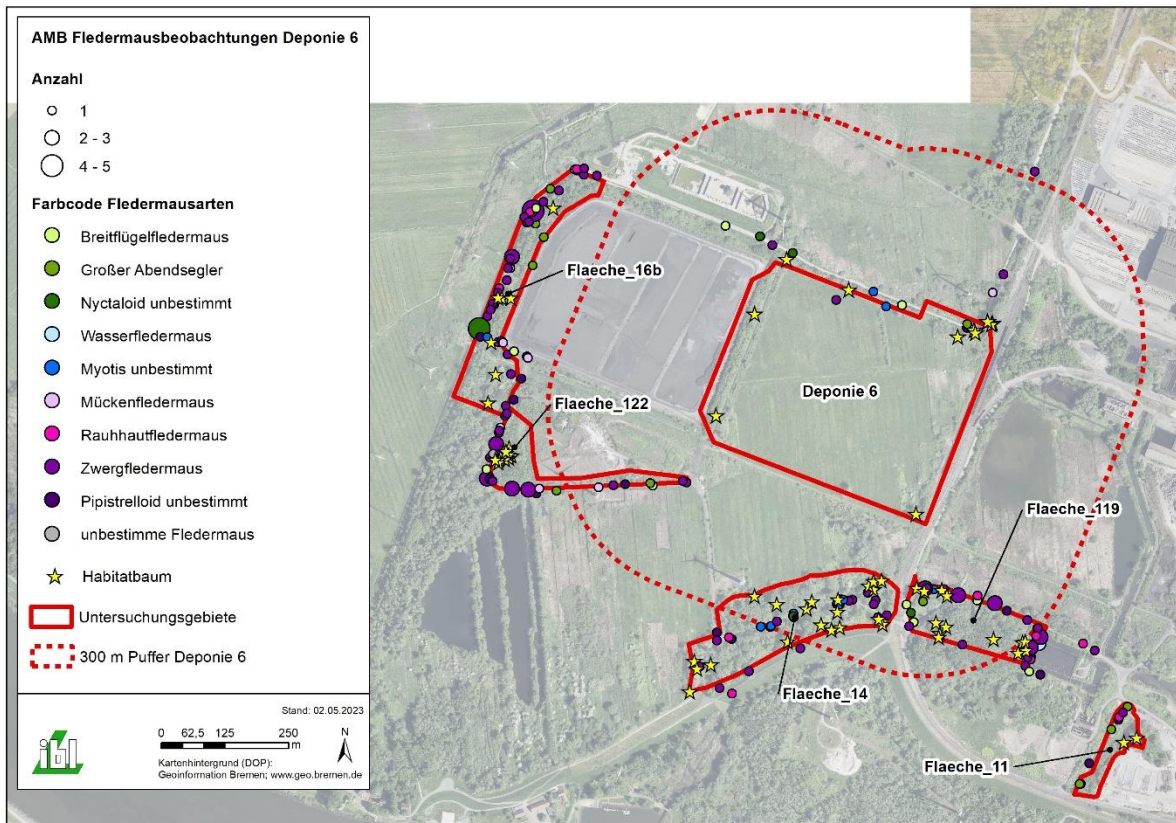 AMB Fledermausbeobachtungen Deponie 6
Anzahl
1
2 - 3
4 - 5
Farbcode Fledermausarten
Breitflügelfledermaus
Großer Abendsegler
Nyctaloid unbestimmt
Wasserfledermaus
Myotis unbestimmt
Mückenfledermaus
Rauhhautfledermaus
Zwergfledermaus
Pipistrelloid unbestimmt
unbestimme Fledermaus
Habitatbaum
Untersuchungsgebiete
300 m Puffer Deponie 6
Stand: 02.05.2023
0 62,5 125 250
m
N
Kartenhintergrund (DOP):
Geoinformation Bremen; www.geo.bremen.de
ibl
Flaeche_16b
Flaeche_122
Deponie 6
Flaeche_119
Flaeche_14
Flaeche_11